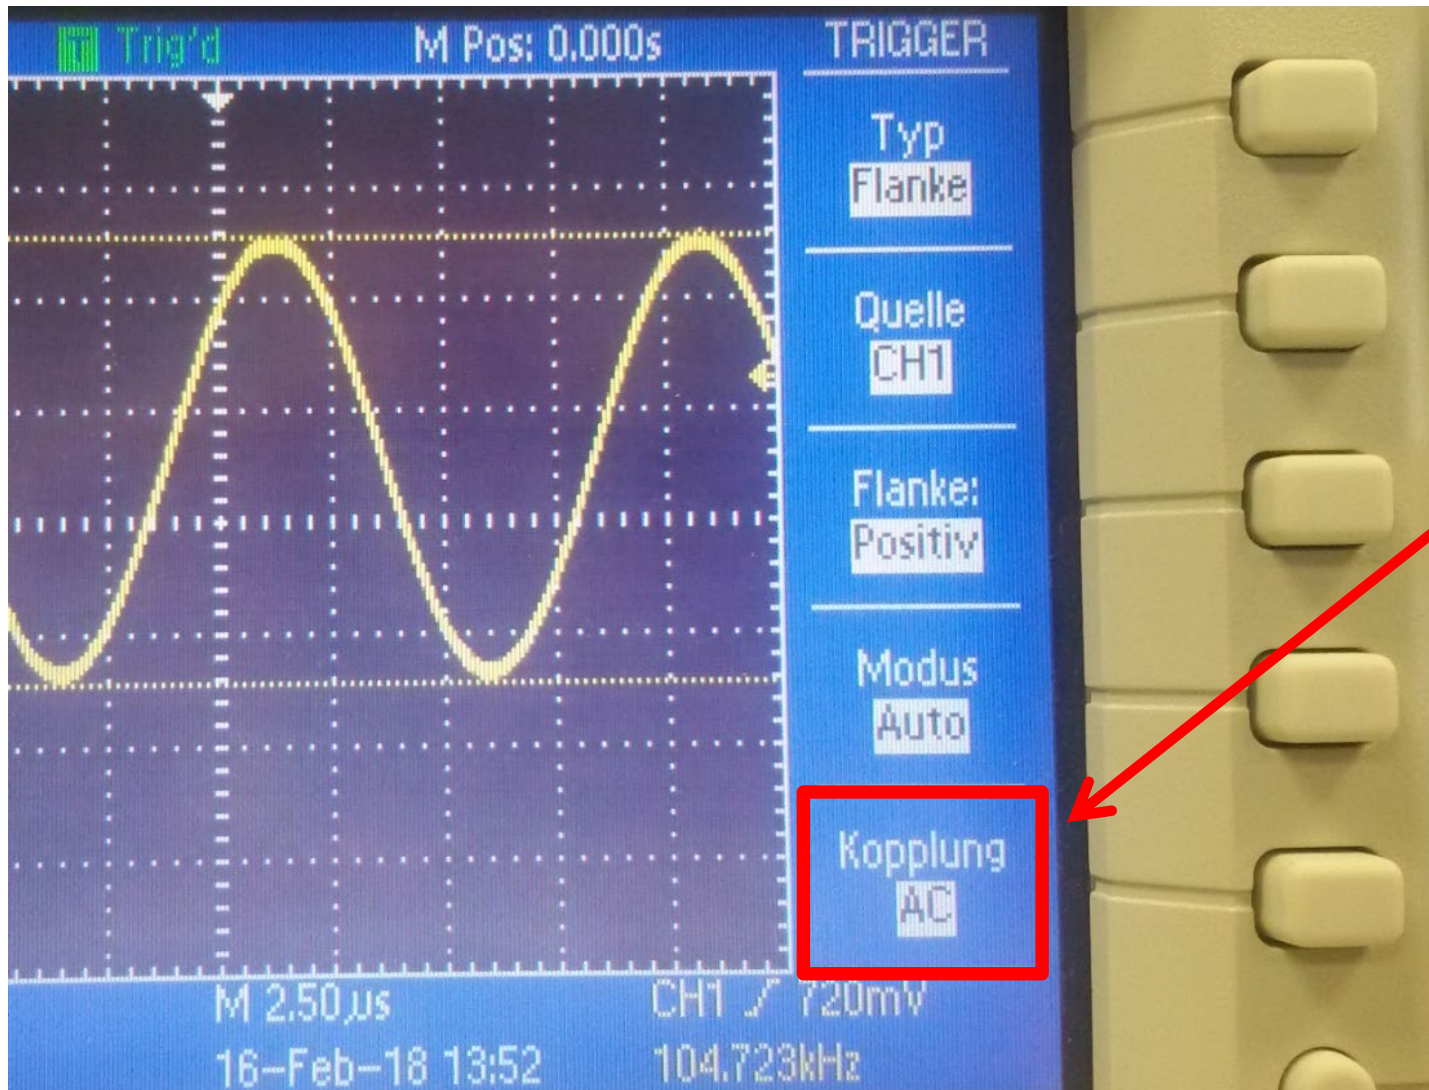 T Trig'd
M Pos: 0.000s
TRIGGER
Typ
Flanke
Quelle
CH1
Flanke:
Positiv
Modus
Auto
Kopplung
AC
M 2.50µs
CH1 720mV
16-Feb-18 13:52
104.723kHz